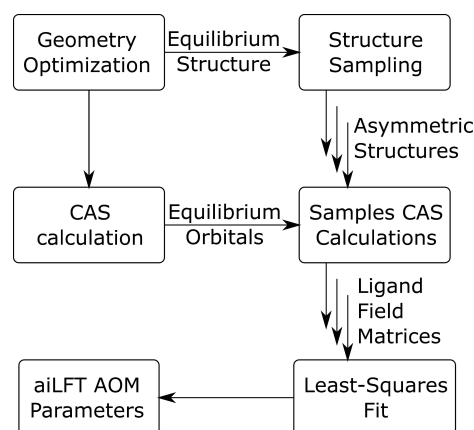 Geometry
Optimization
Equilibrium
Structure
Structure
Sampling
Asymmetric
Structures
CAS
calculation
Equilibrium
Orbitals
Samples CAS
Calculations
Ligand
Field
Matrices
aiLFT AOM
Parameters
Least-Squares
Fit